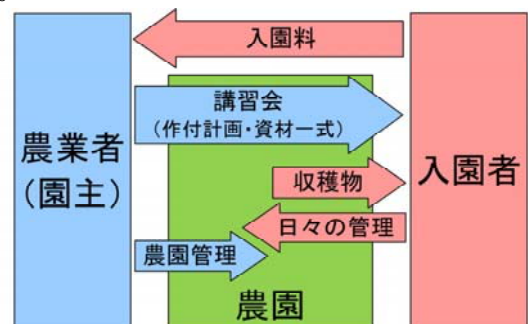 入園料
講習会
(作付計画・資材一式)
農業者
(園主)
入園者
収穫物
日々の管理
農園管理
農園